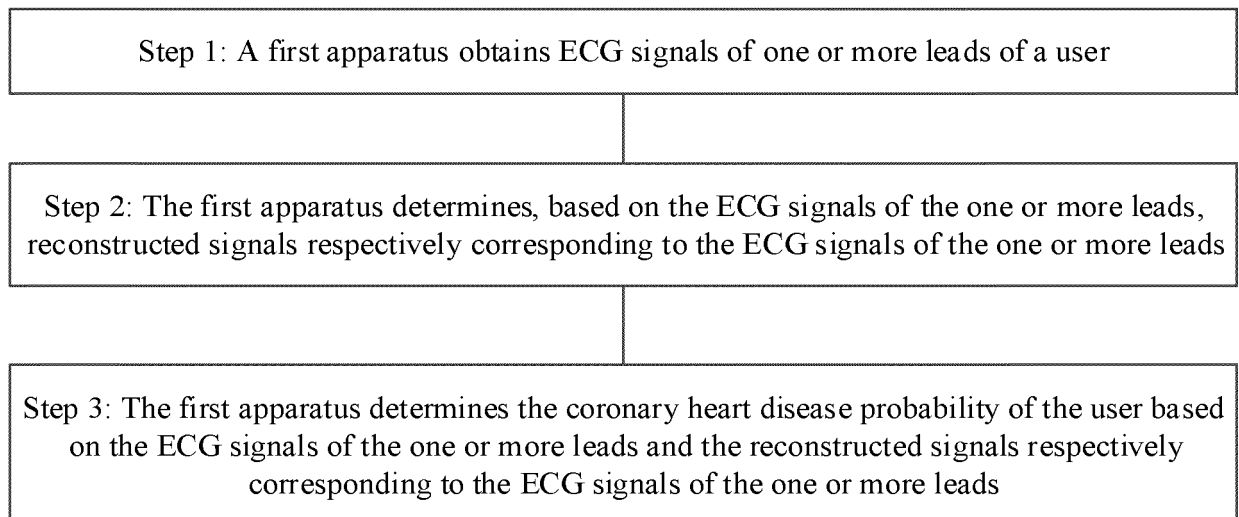 Step 1: A first apparatus obtains ECG signals of one or more leads of a user
Step 2: The first apparatus determines, based on the ECG signals of the one or more leads,
reconstructed signals respectively corresponding to the ECG signals of the one or more leads
Step 3: The first apparatus determines the coronary heart disease probability of the user based
on the ECG signals of the one or more leads and the reconstructed signals respectively
corresponding to the ECG signals of the one or more leads